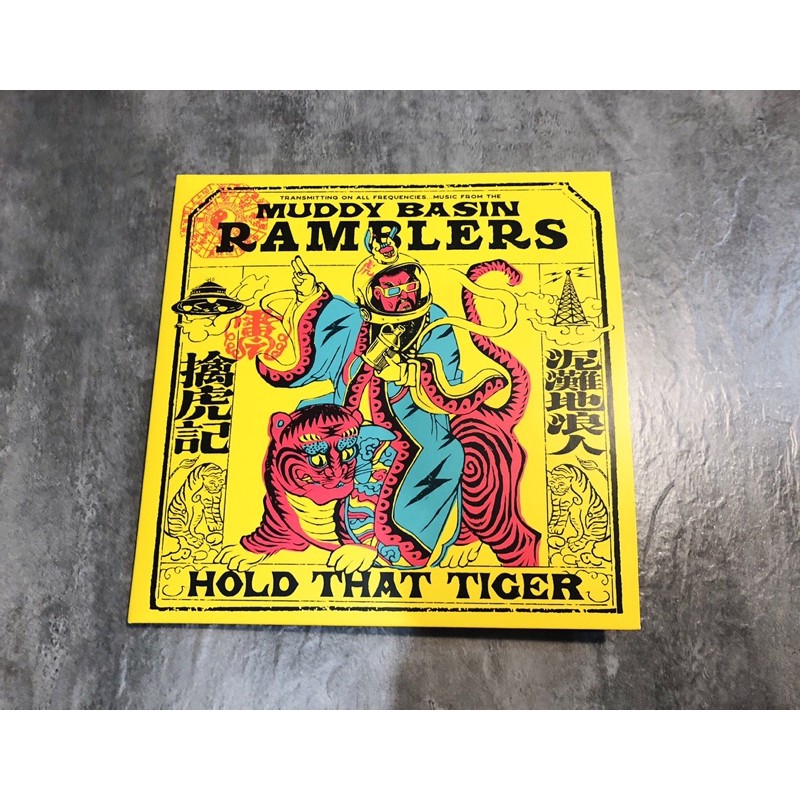 TRANSMITTING ON ALL FREQUENCIES...MUSIC FROM THE
MUDDY BASIN
RAMBLERS
虎
擒虎記
泥灘地浪人
HOLD THAT TIGER